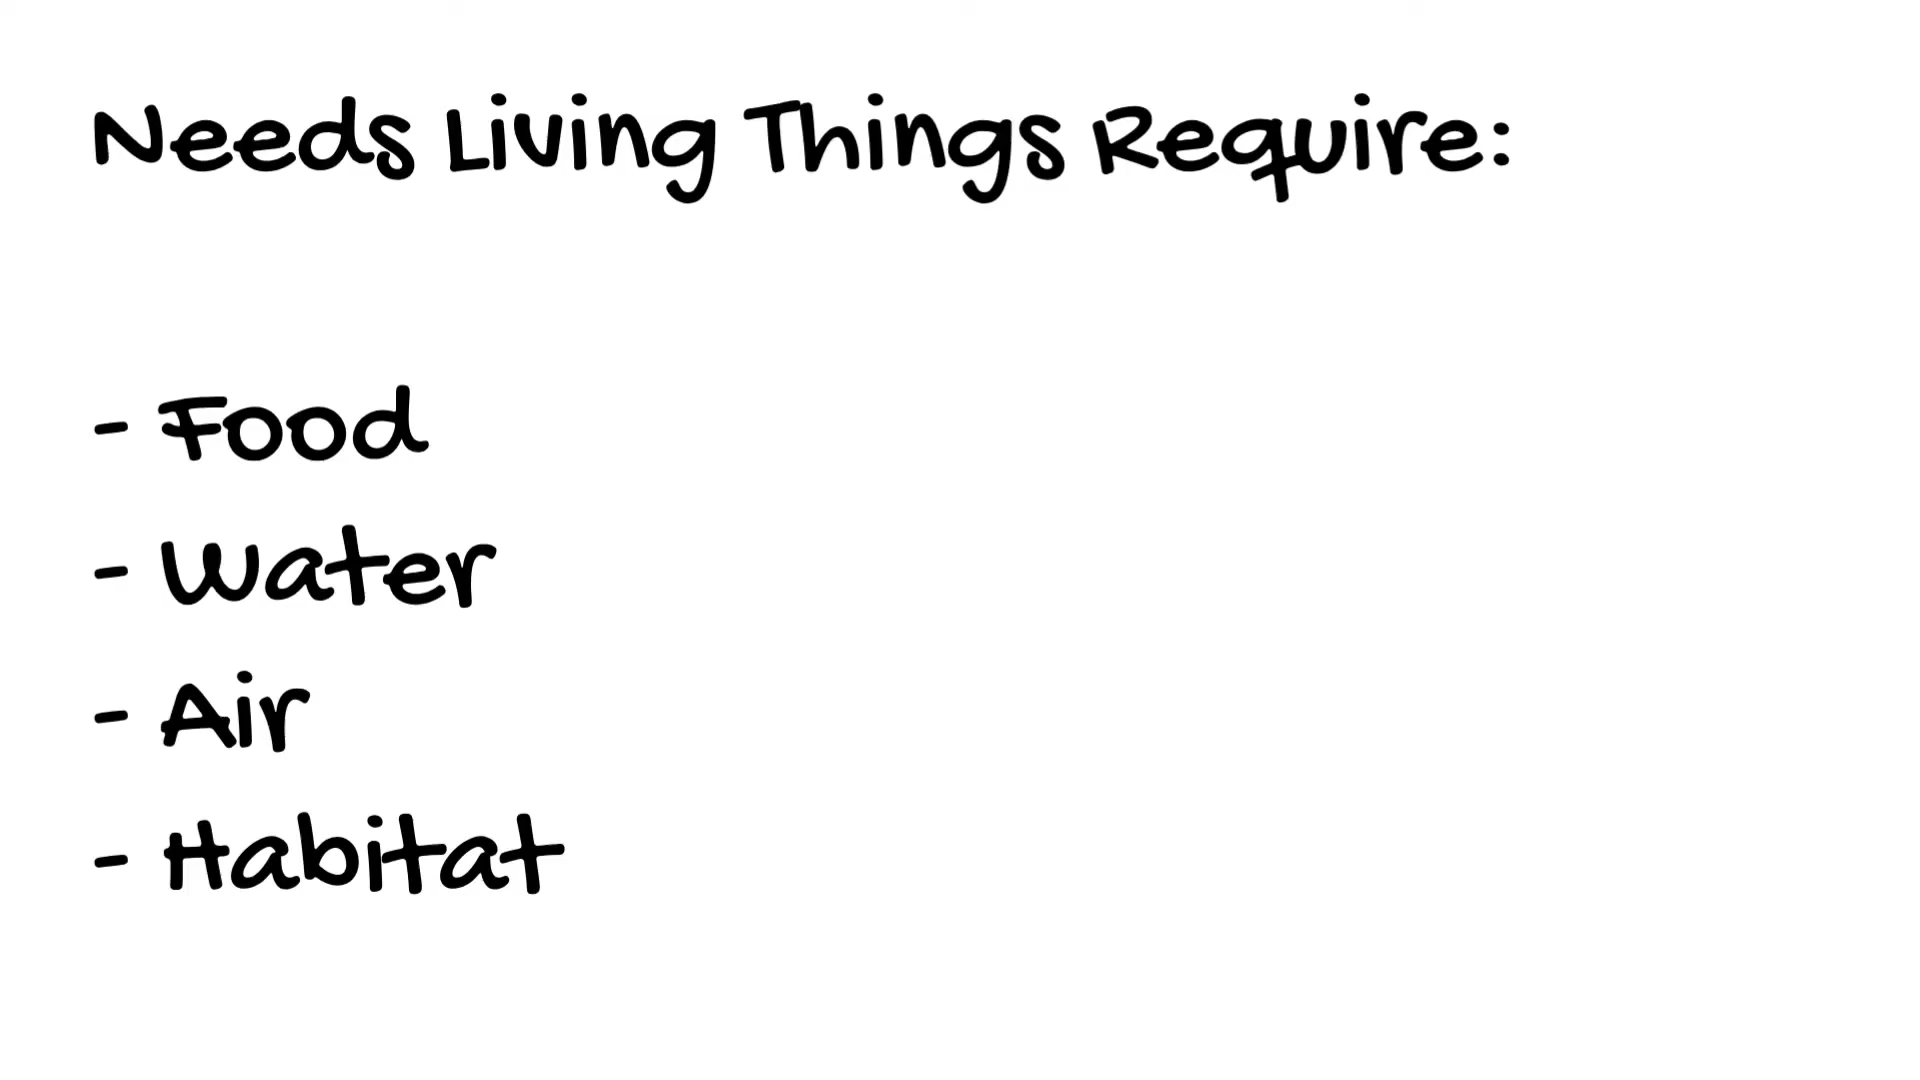 Needs Living Things Require:
- Food
- Water
- Air
- Habitat